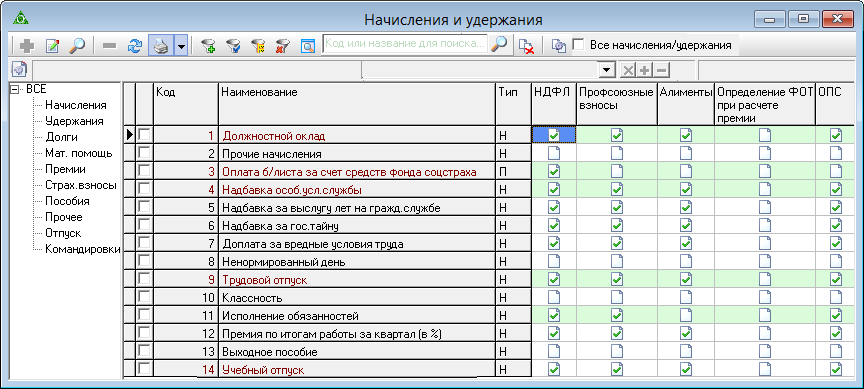 Начисления и удержания
Код или название для поиска...
Все начисления/удержания
ВСЕ
Начисления
Удержания
Долги
Мат. помощь
Премии
Страх.взносы
Пособия
Прочее
Отпуск
Командировки
Код Наименование Тип НДФЛ Профсоюзные взносы Алименты Определение ФОТ при расчете премии ОПС
1 Должностной оклад Н
2 Прочие начисления Н
3 Оплата б/листа за счет средств фонда соцстраха П
4 Надбавка особ.усл.службы Н
5 Надбавка за выслугу лет на гражд.службе Н
6 Надбавка за гос.тайну Н
7 Доплата за вредные условия труда Н
8 Ненормированный день Н
9 Трудовой отпуск Н
10 Классность Н
11 Исполнение обязанностей Н
12 Премия по итогам работы за квартал (в %) Н
13 Выходное пособие Н
14 Учебный отпуск Н